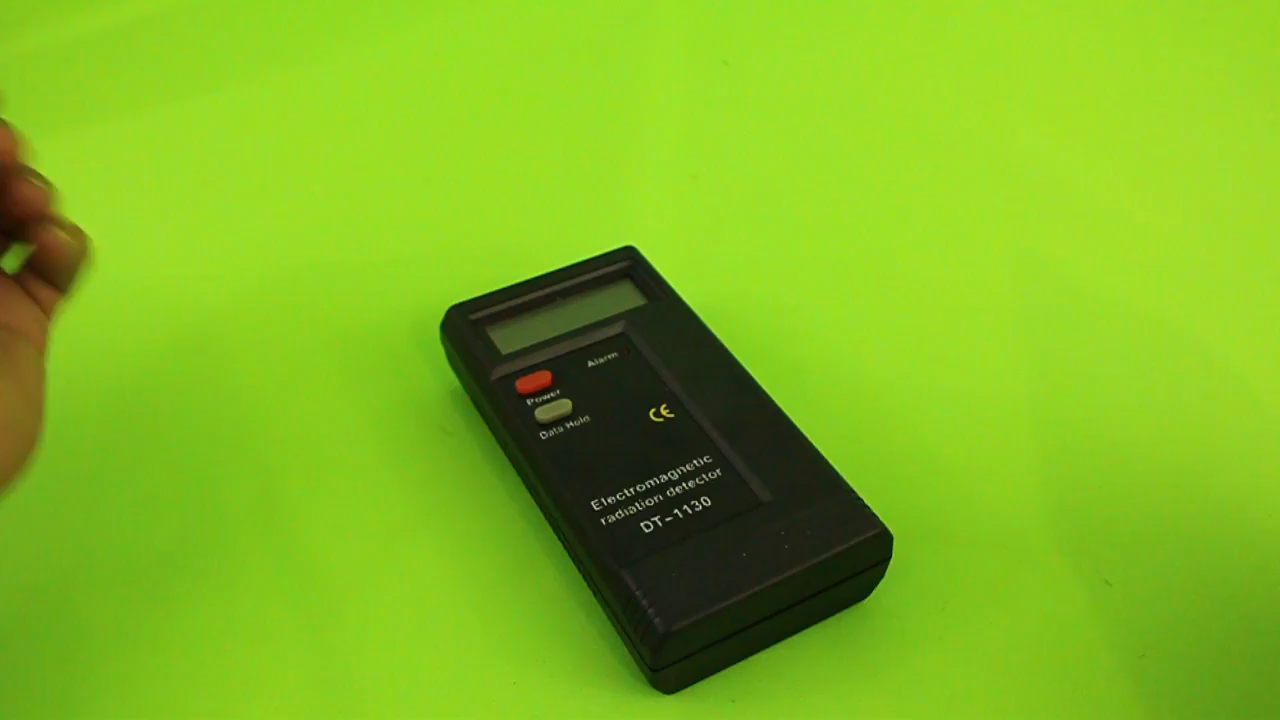 Alarm
Power
Data Hold
CE
Electromagnetic
radiation detector
DT-1130